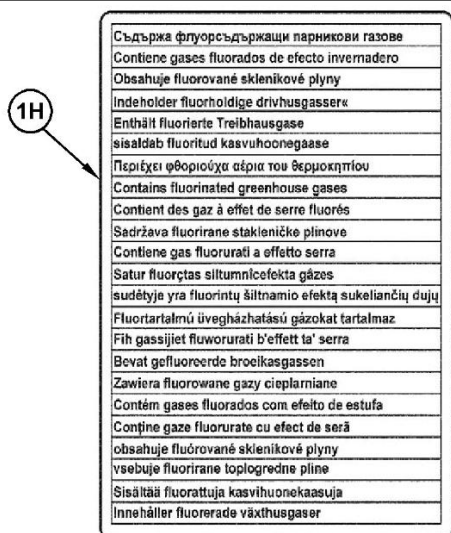 1H
Съдържа флуорсъдържащи парникови газове
Contiene gases fluorados de efecto invernadero
Obsahuje fluorované skleníkové plyny
Indeholder fluorholdige drivhusgasser«
Enthält fluorierte Treibhausgase
sisaldab fluoritud kasvuhoonegaase
Περιέχει φθοριούχα αέρια του θερμοκηπίου
Contains fluorinated greenhouse gases
Contient des gaz à effet de serre fluorés
Sadržava fluorirane stakleničke plinove
Contiene gas fluorurati a effetto serra
Satur fluorçtas siltumnîcefekta gâzes
sudėtyje yra fluorintų šiltnamio efektą sukeliančių dujų
Fluortartalmú üvegházhatású gázokat tartalmaz
Fih gassijiet fluworurati b'effett ta' serra
Bevat gefluoreerde broeikasgassen
Zawiera fluorowane gazy cieplarniane
Contém gases fluorados com efeito de estufa
Conține gaze fluorurate cu efect de seră
obsahuje fluórované skleníkové plyny
vsebuje fluorirane toplogredne pline
Sisältää fluorattuja kasvihuonekaasuja
Innehåller fluorerade växthusgaser